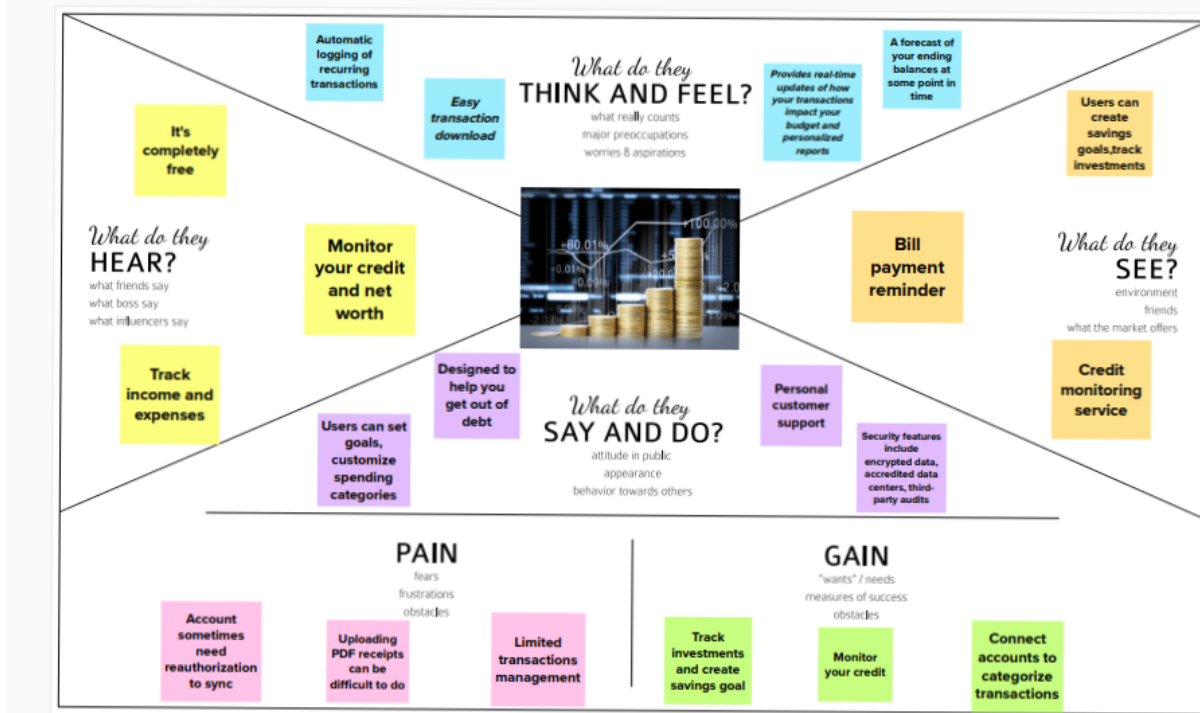 What do they
THINK AND FEEL?
what really counts
major preoccupations
worries & aspirations
Automatic
logging of
recurring
transactions
Easy
transaction
download
Provides real-time
updates of how
your transactions
impact your
budget and
personalized
reports
A forecast of
your ending
balances at
some point in
time
What do they
HEAR?
what friends say
what boss say
what influencers say
It's
completely
free
Monitor
your credit
and net
worth
Track
income and
expenses
+80.01%
+0.01%
+100.00%
What do they
SEE?
environment
friends
what the market offers
Users can
create
savings
goals,track
investments
Bill
payment
reminder
Credit
monitoring
service
What do they
SAY AND DO?
attitude in public
appearance
behavior towards others
Designed to
help you
get out of
debt
Users can set
goals,
customize
spending
categories
Personal
customer
support
Security features
include
encrypted data,
accredited data
centers, third-
party audits
PAIN
fears
frustrations
obstacles
Account
sometimes
need
reauthorization
to sync
Uploading
PDF receipts
can be
difficult to do
Limited
transactions
management
GAIN
"wants" / needs
measures of success
obstacles
Track
investments
and create
savings goal
Monitor
your credit
Connect
accounts to
categorize
transactions